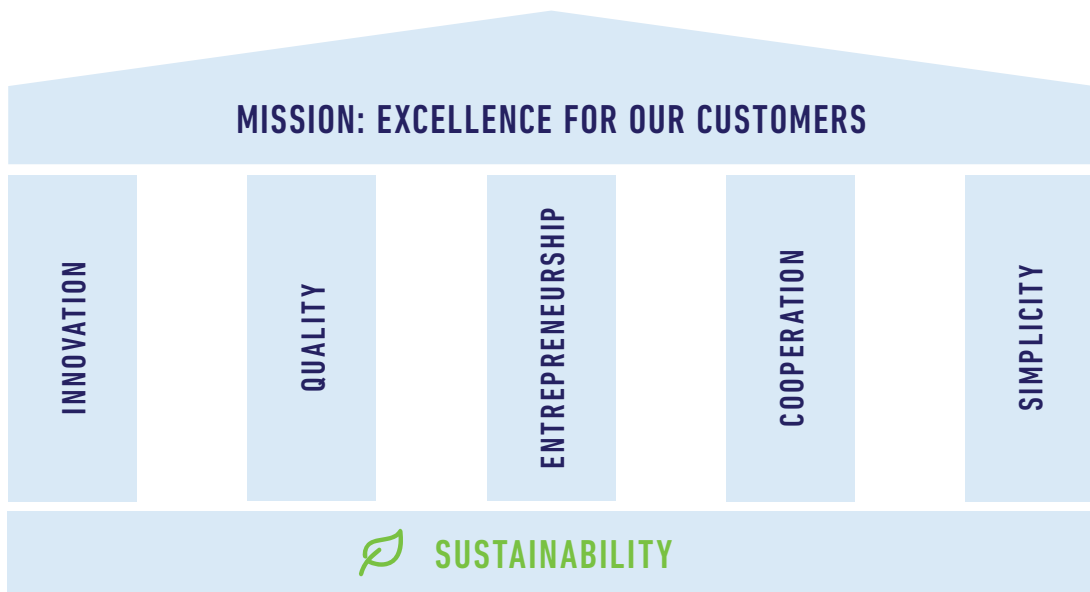 MISSION: EXCELLENCE FOR OUR CUSTOMERS
INNOVATION
QUALITY
ENTREPRENEURSHIP
COOPERATION
SIMPLICITY
SUSTAINABILITY